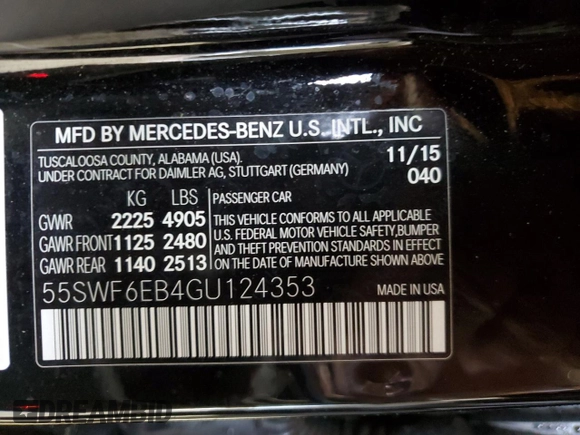 MFD BY MERCEDES-BENZ U.S. INTL., INC
TUSCALOOSA COUNTY, ALABAMA (USA). 11/15
UNDER CONTRACT FOR DAIMLER AG, STUTTGART (GERMANY) 040
KG LBS PASSENGER CAR
GVWR 2225 4905 THIS VEHICLE CONFORMS TO ALL APPLICABLE
U.S. FEDERAL MOTOR VEHICLE SAFETY,BUMPER
GAWR FRONT 1125 2480 AND THEFT PREVENTION STANDARDS IN EFFECT
GAWR REAR 1140 2513 ON THE DATE OF MANUFACTURE SHOWN ABOVE.
55SWF6EB4GU124353 MADE IN USA
DREAMBID